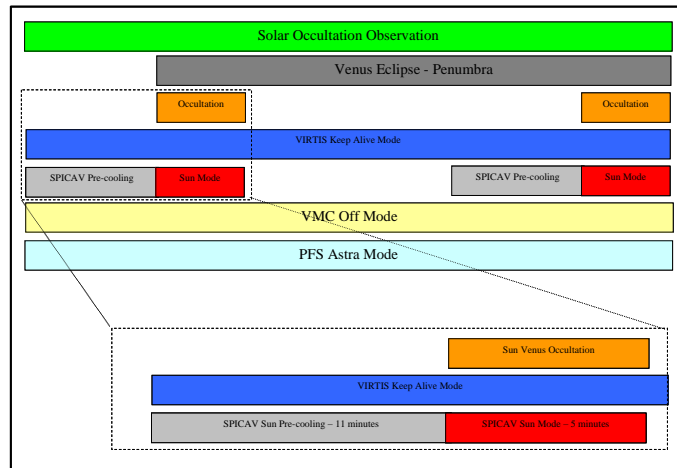 Solar Occultation Observation
Venus Eclipse - Penumbra
Occultation
Occultation
VIRTIS Keep Alive Mode
SPICAV Pre-cooling
Sun Mode
SPICAV Pre-cooling
Sun Mode
VMC Off Mode
PFS Astra Mode
Sun Venus Occultation
VIRTIS Keep Alive Mode
SPICAV Sun Pre-cooling – 11 minutes
SPICAV Sun Mode – 5 minutes